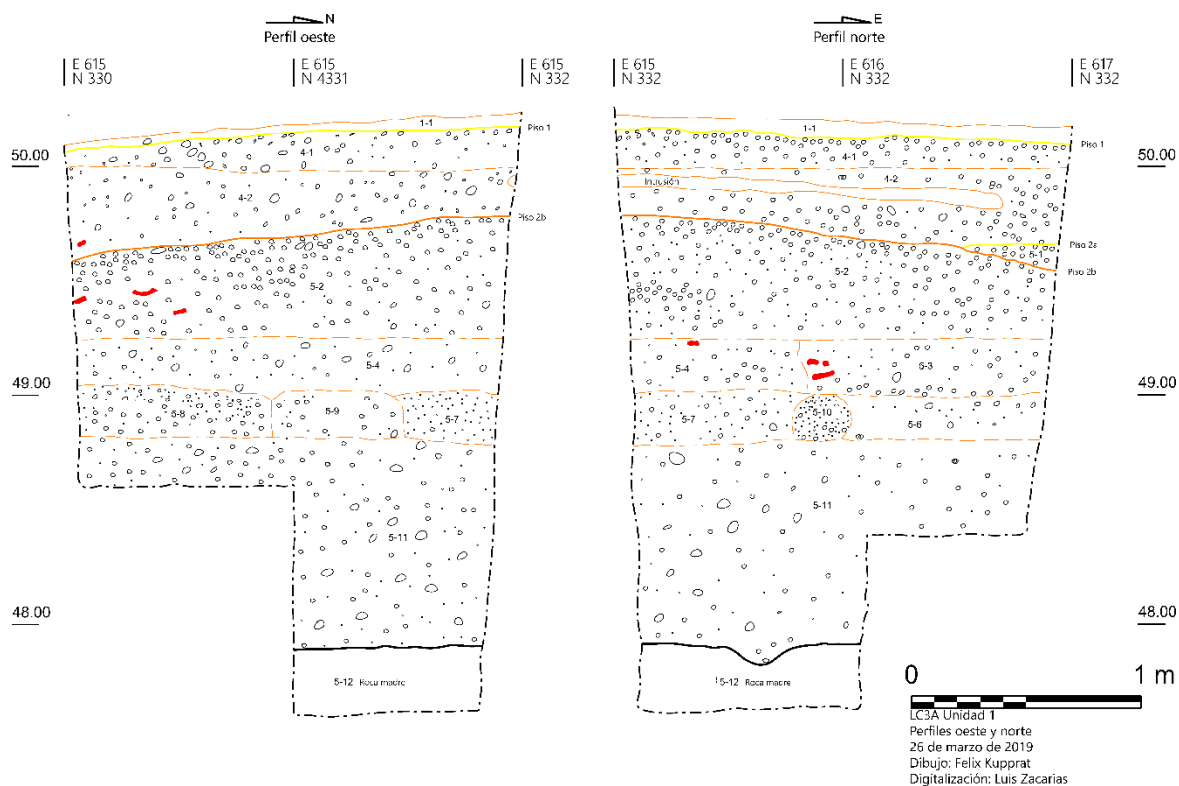 N
Perfil oeste
E 615
N 330
E 615
N 4331
E 615
N 332
50.00
49.00
48.00
1-1
Piso 1
4-1
4-2
Piso 2b
5-2
5-4
5-8
5-9
5-7
5-11
5-12 Roca madre
E
Perfil norte
E 615
N 332
E 616
N 332
E 617
N 332
1-1
Piso 1
4-1
50.00
4-2
Intrusión
Piso 2a
5-1
Piso 2b
5-2
5-4
5-3
49.00
5-7
5-10
5-6
5-11
48.00
5-12 Roca madre
0 1 m
LC3A Unidad 1
Perfiles oeste y norte
26 de marzo de 2019
Dibujo: Felix Kupprat
Digitalización: Luis Zacarias